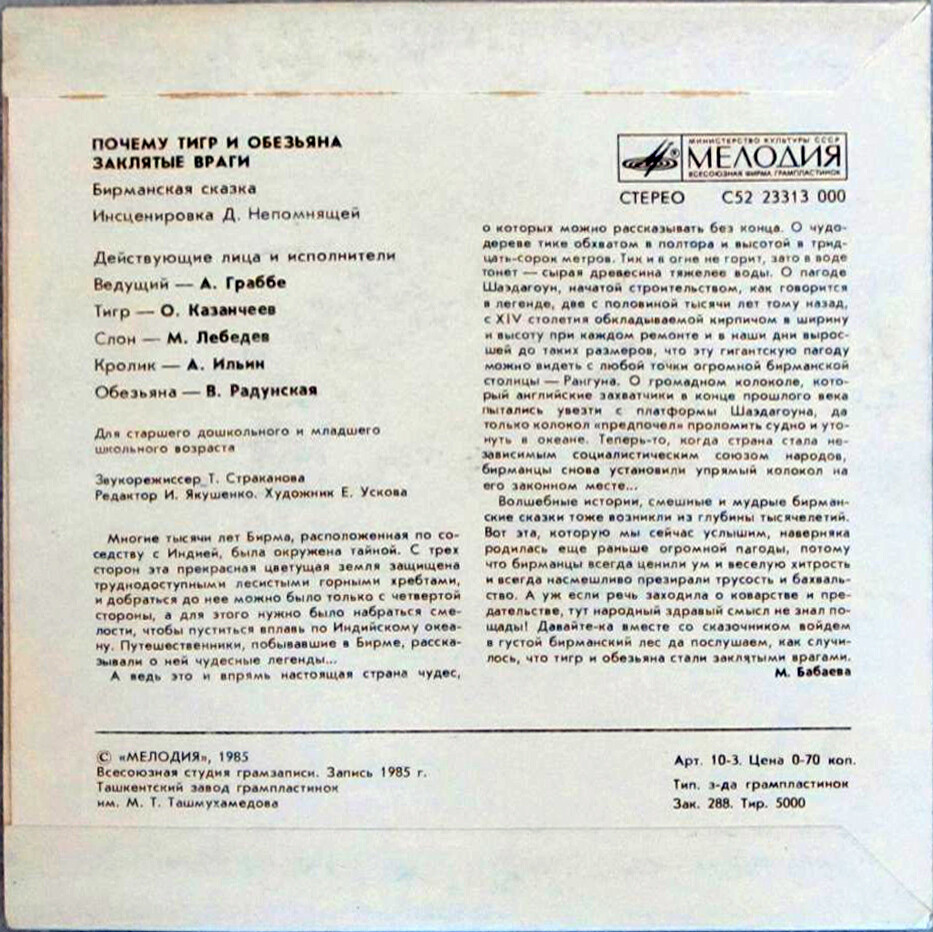 ПОЧЕМУ ТИГР И ОБЕЗЬЯНА
ЗАКЛЯТЫЕ ВРАГИ
Бирманская сказка
Инсценировка Д. Непомнящей
Действующие лица и исполнители
Ведущий — А. Граббе
Тигр — О. Казанчеев
Слон — М. Лебедев
Кролик — А. Ильин
Обезьяна — В. Радунская
Для старшего дошкольного и младшего
школьного возраста
Звукорежиссер Т. Страканова
Редактор И. Якушенко. Художник Е. Ускова
Многие тысячи лет Бирма, расположенная по со-
седству с Индией, была окружена тайной. С трех
сторон эта прекрасная цветущая земля защищена
труднодоступными лесистыми горными хребтами,
и добраться до нее можно было только с четвертой
стороны, а для этого нужно было набраться сме-
лости, чтобы пуститься вплавь по Индийскому океа-
ну. Путешественники, побывавшие в Бирме, расска-
зывали о ней чудесные легенды...
А ведь это и впрямь настоящая страна чудес,
МИНИСТЕРСТВО КУЛЬТУРЫ СССР
МЕЛОДИЯ
ВСЕСОЮЗНАЯ ФИРМА ГРАМПЛАСТИНОК
СТЕРЕО С52 23313 000
о которых можно рассказывать без конца. О чудо-
дереве тике обхватом в полтора и высотой в трид-
цать-сорок метров. Тик и в огне не горит, зато в воде
тонет — сырая древесина тяжелее воды. О пагоде
Шаэдагоун, начатой строительством, как говорится
в легенде, две с половиной тысячи лет тому назад,
с XIV столетия обкладываемой кирпичом в ширину
и высоту при каждом ремонте и в наши дни вырос-
шей до таких размеров, что эту гигантскую пагоду
можно видеть с любой точки огромной бирманской
столицы — Рангуна. О громадном колоколе, кото-
рый английские захватчики в конце прошлого века
пытались увезти с платформы Шаэдагоуна, да
только колокол «предпочел» проломить судно и уто-
нуть в океане. Теперь-то, когда страна стала не-
зависимым социалистическим союзом народов,
бирманцы снова установили упрямый колокол на
его законном месте...
Волшебные истории, смешные и мудрые бирман-
ские сказки тоже возникли из глубины тысячелетий.
Вот эта, которую мы сейчас услышим, наверняка
родилась еще раньше огромной пагоды, потому
что бирманцы всегда ценили ум и веселую хитрость
и всегда насмешливо презирали трусость и бахваль-
ство. А уж если речь заходила о коварстве и пре-
дательстве, тут народный здравый смысл не знал по-
щады! Давайте-ка вместе со сказочником войдем
в густой бирманский лес да послушаем, как случи-
лось, что тигр и обезьяна стали заклятыми врагами.
М. Бабаева
© «МЕЛОДИЯ», 1985
Всесоюзная студия грамзаписи. Запись 1985 г.
Ташкентский завод грампластинок
им. М. Т. Ташмухамедова
Арт. 10-3. Цена 0-70 коп.
Тип. з-да грампластинок
Зак. 288. Тир. 5000